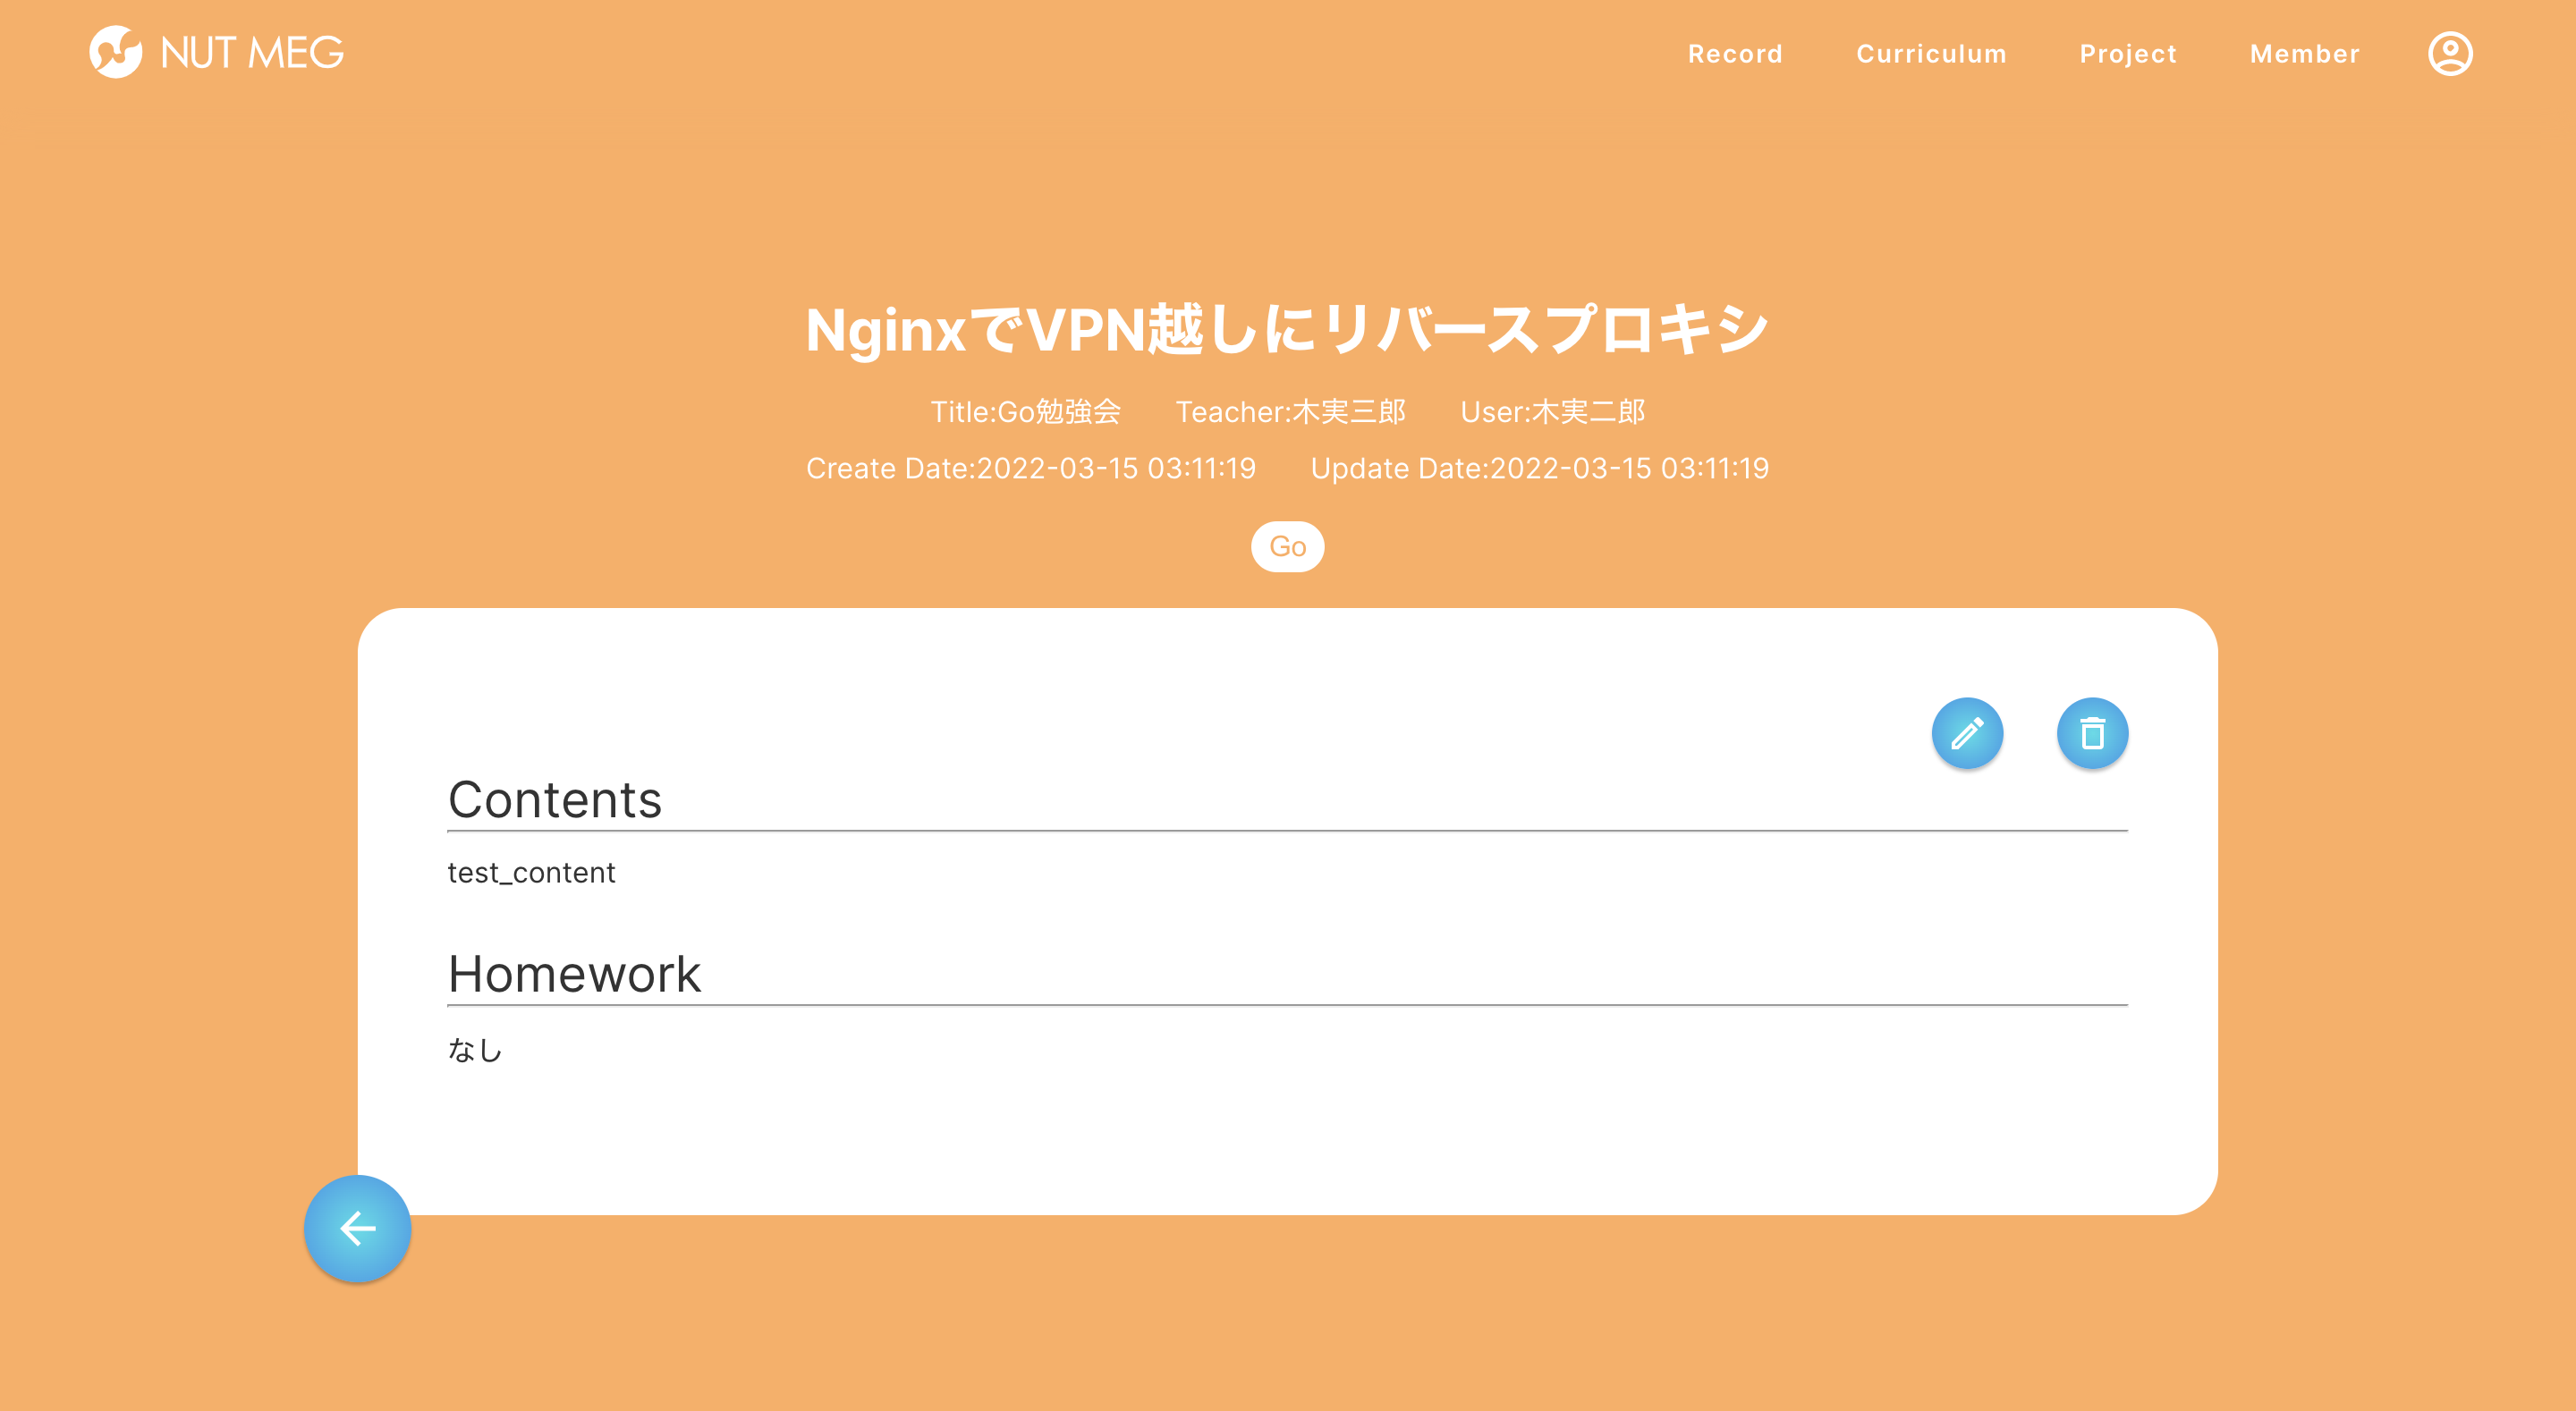 NUT MEG
Record Curriculum Project Member
NginxでVPN越しにリバースプロキシ
Title:Go勉強会 Teacher:木実三郎 User:木実二郎
Create Date:2022-03-15 03:11:19 Update Date:2022-03-15 03:11:19
Go
Contents
test_content
Homework
なし